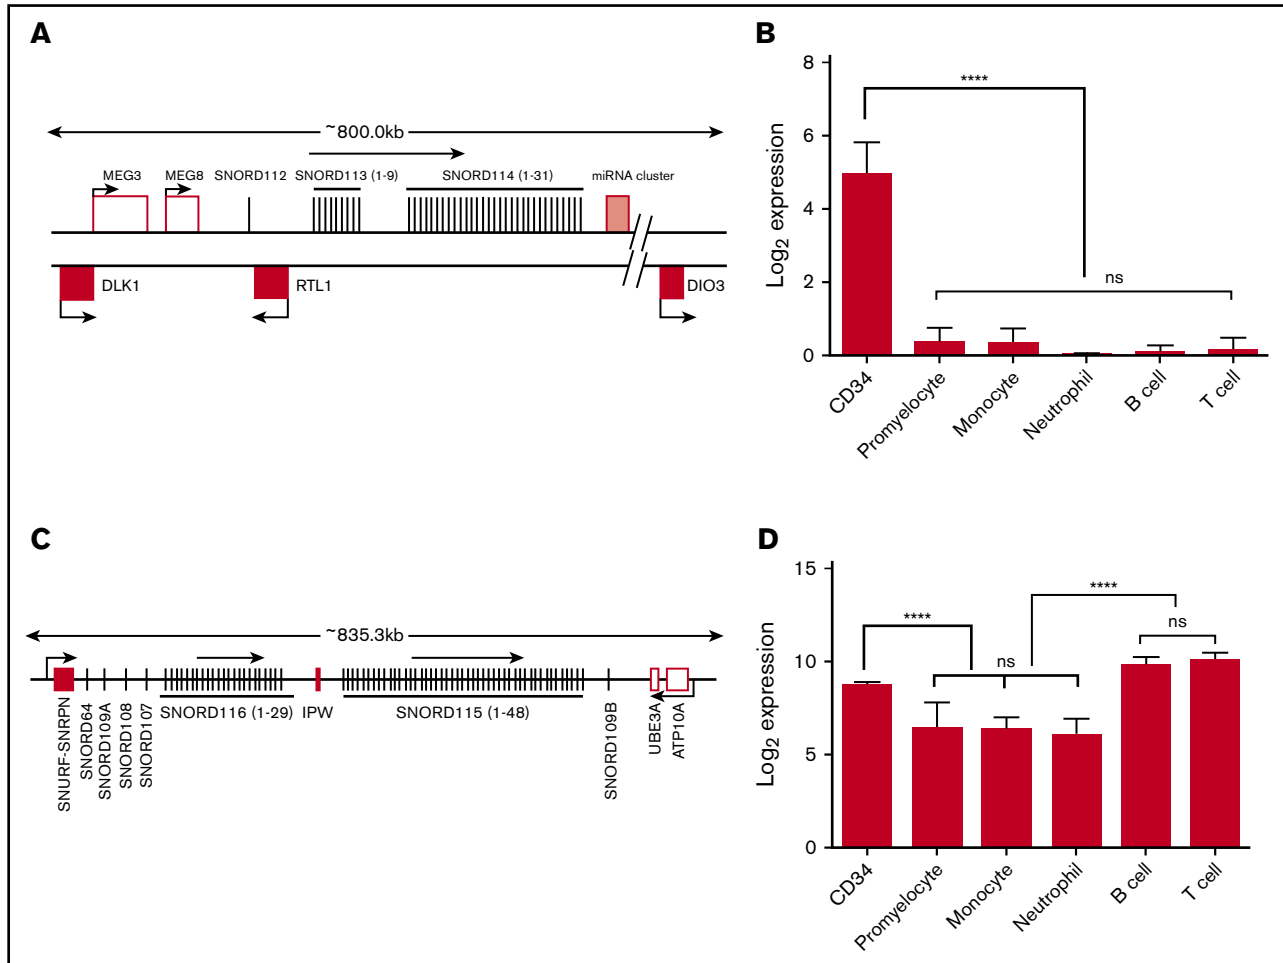 A
~800.0kb
MEG3 MEG8 SNORD112 SNORD113 (1-9) SNORD114 (1-31) miRNA cluster
DLK1 RTL1 DIO3
B
Log2 expression
8
6
4
2
0
****
ns
CD34 Promyelocyte Monocyte Neutrophil B cell T cell
C
~835.3kb
SNURF-SNRPN SNORD64 SNORD109A SNORD108 SNORD107 SNORD116 (1-29) IPW SNORD115 (1-48) SNORD109B UBE3A ATP10A
D
Log2 expression
15
10
5
0
****
ns
****
ns
CD34 Promyelocyte Monocyte Neutrophil B cell T cell